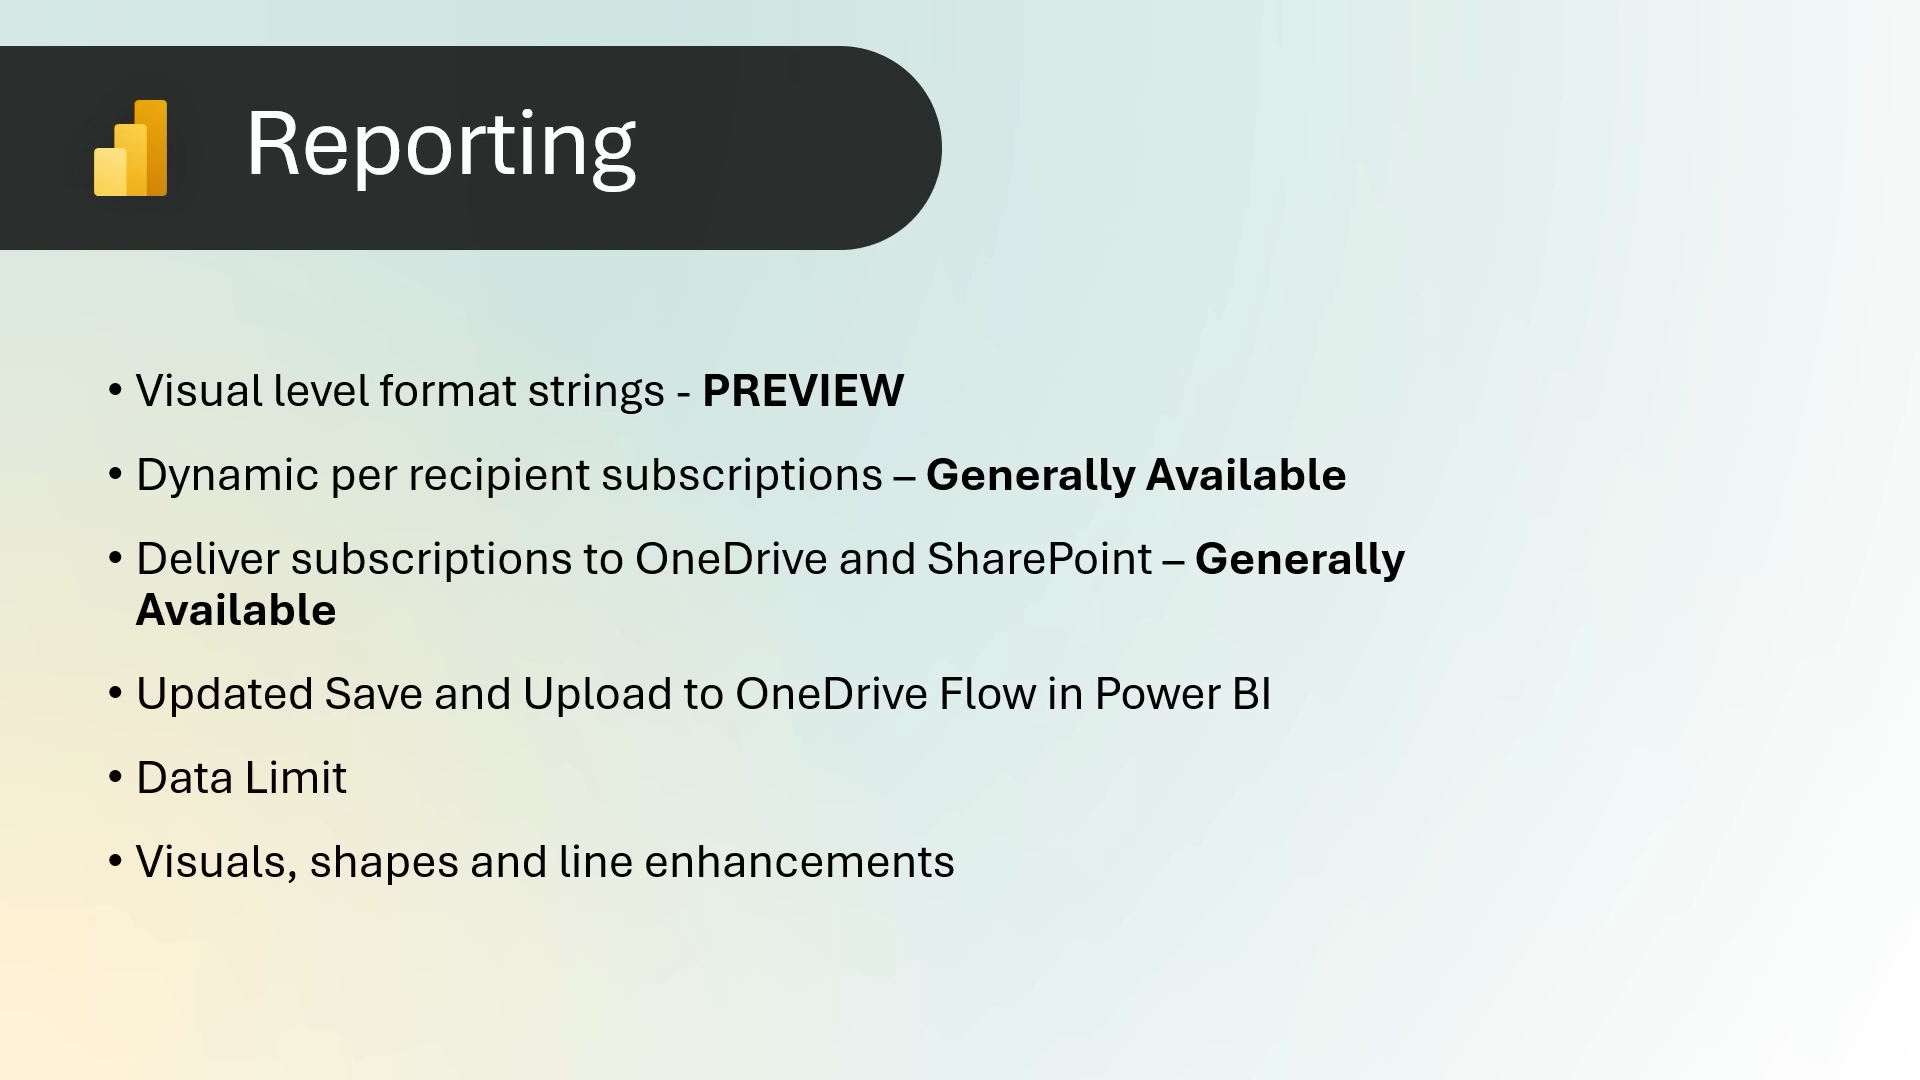 Reporting
• Visual level format strings - PREVIEW
• Dynamic per recipient subscriptions – Generally Available
• Deliver subscriptions to OneDrive and SharePoint – Generally
Available
• Updated Save and Upload to OneDrive Flow in Power BI
• Data Limit
• Visuals, shapes and line enhancements